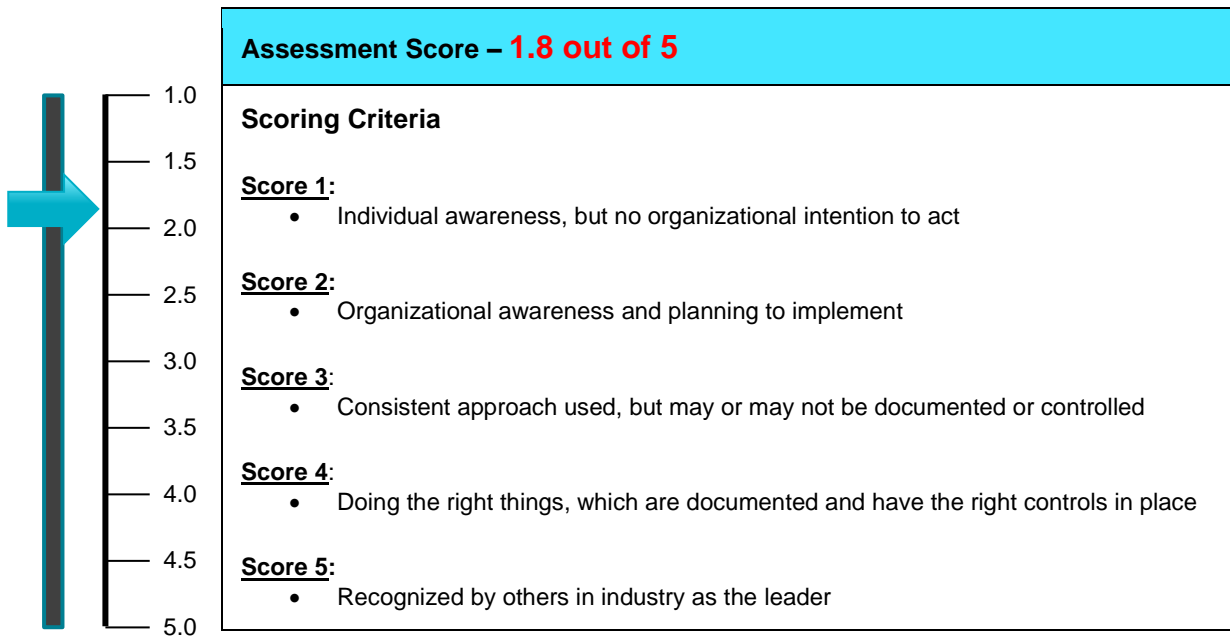 Assessment Score – 1.8 out of 5
1.0
1.5
2.0
2.5
3.0
3.5
4.0
4.5
5.0
Scoring Criteria
Score 1:
• Individual awareness, but no organizational intention to act
Score 2:
• Organizational awareness and planning to implement
Score 3:
• Consistent approach used, but may or may not be documented or controlled
Score 4:
• Doing the right things, which are documented and have the right controls in place
Score 5:
• Recognized by others in industry as the leader